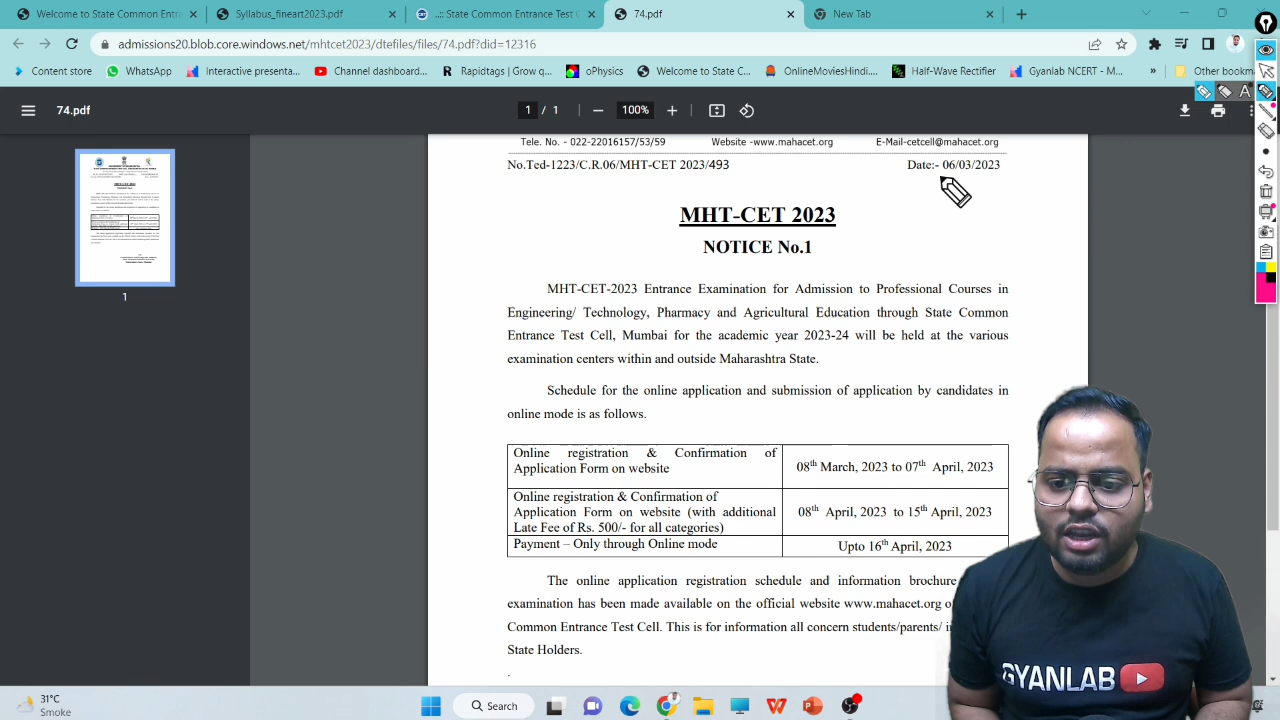 Welcome to State Common Entra
Syllabus_fineart2023.pdf
..:: State Common Entrance Test C
74.pdf
New Tab
admissions20.blob.core.windows.net/mhtcet2023/dtefiles/files/74.pdf?did=12316
Content store
WhatsApp
Interactive presenta...
Channel dashboard...
Rapidtags | Grow q...
oPhysics
Welcome to State C...
OnlineMoviesHindi....
Half-Wave Rectifier
Gyanlab NCERT - M...
»
Other bookma
74.pdf
1 / 1
100%
1
Tele. No. - 022-22016157/53/59 Website -www.mahacet.org E-Mail-cetcell@mahacet.org
No.Ted-1223/C.R.06/MHT-CET 2023/493 Date:- 06/03/2023
MHT-CET 2023
NOTICE No.1
MHT-CET-2023 Entrance Examination for Admission to Professional Courses in
Engineering/ Technology, Pharmacy and Agricultural Education through State Common
Entrance Test Cell, Mumbai for the academic year 2023-24 will be held at the various
examination centers within and outside Maharashtra State.
Schedule for the online application and submission of application by candidates in
online mode is as follows.
Online registration & Confirmation of
Application Form on website
08th March, 2023 to 07th April, 2023
Online registration & Confirmation of
Application Form on website (with additional
Late Fee of Rs. 500/- for all categories)
08th April, 2023 to 15th April, 2023
Payment – Only through Online mode
Upto 16th April, 2023
The online application registration schedule and information brochure
examination has been made available on the official website www.mahacet.org
Common Entrance Test Cell. This is for information all concern students/parents/
State Holders.
.
GYANLAB
31°C
Smoke
Search